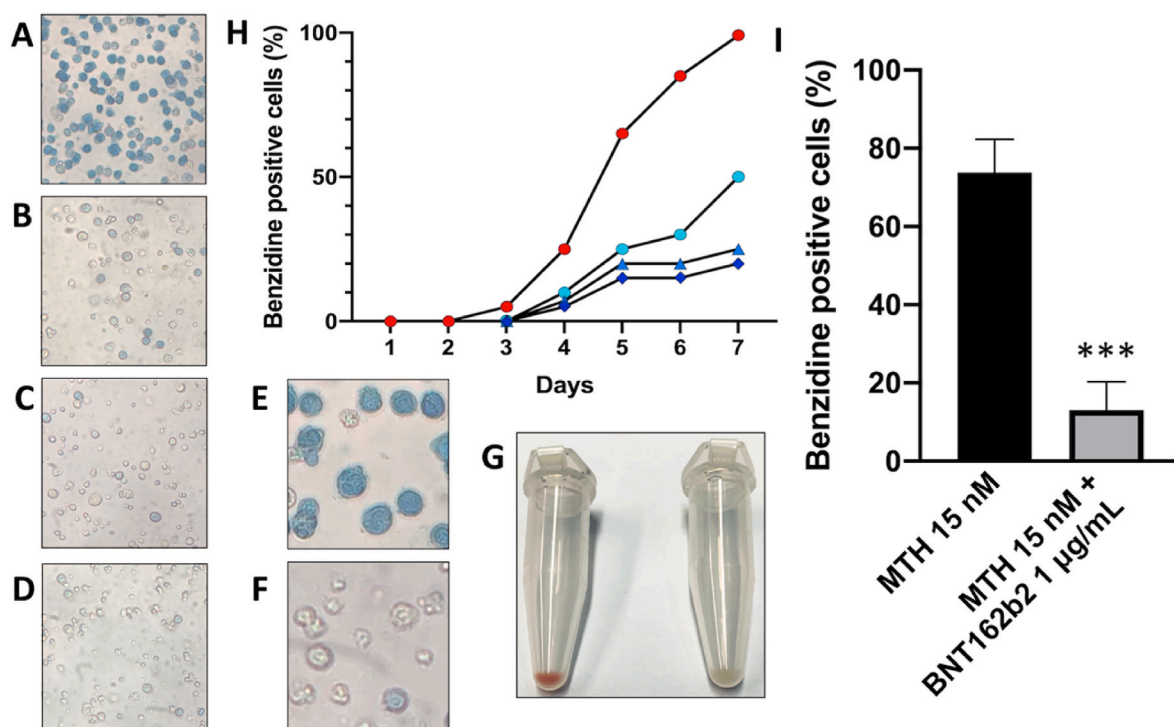 A
B
C
D
E
F
G
H
Benzidine positive cells (%)
100
50
0
1 2 3 4 5 6 7
Days
I
Benzidine positive cells (%)
100
80
60
40
20
0
***
MTH 15 nM
MTH 15 nM +
BNT162b2 1 µg/mL